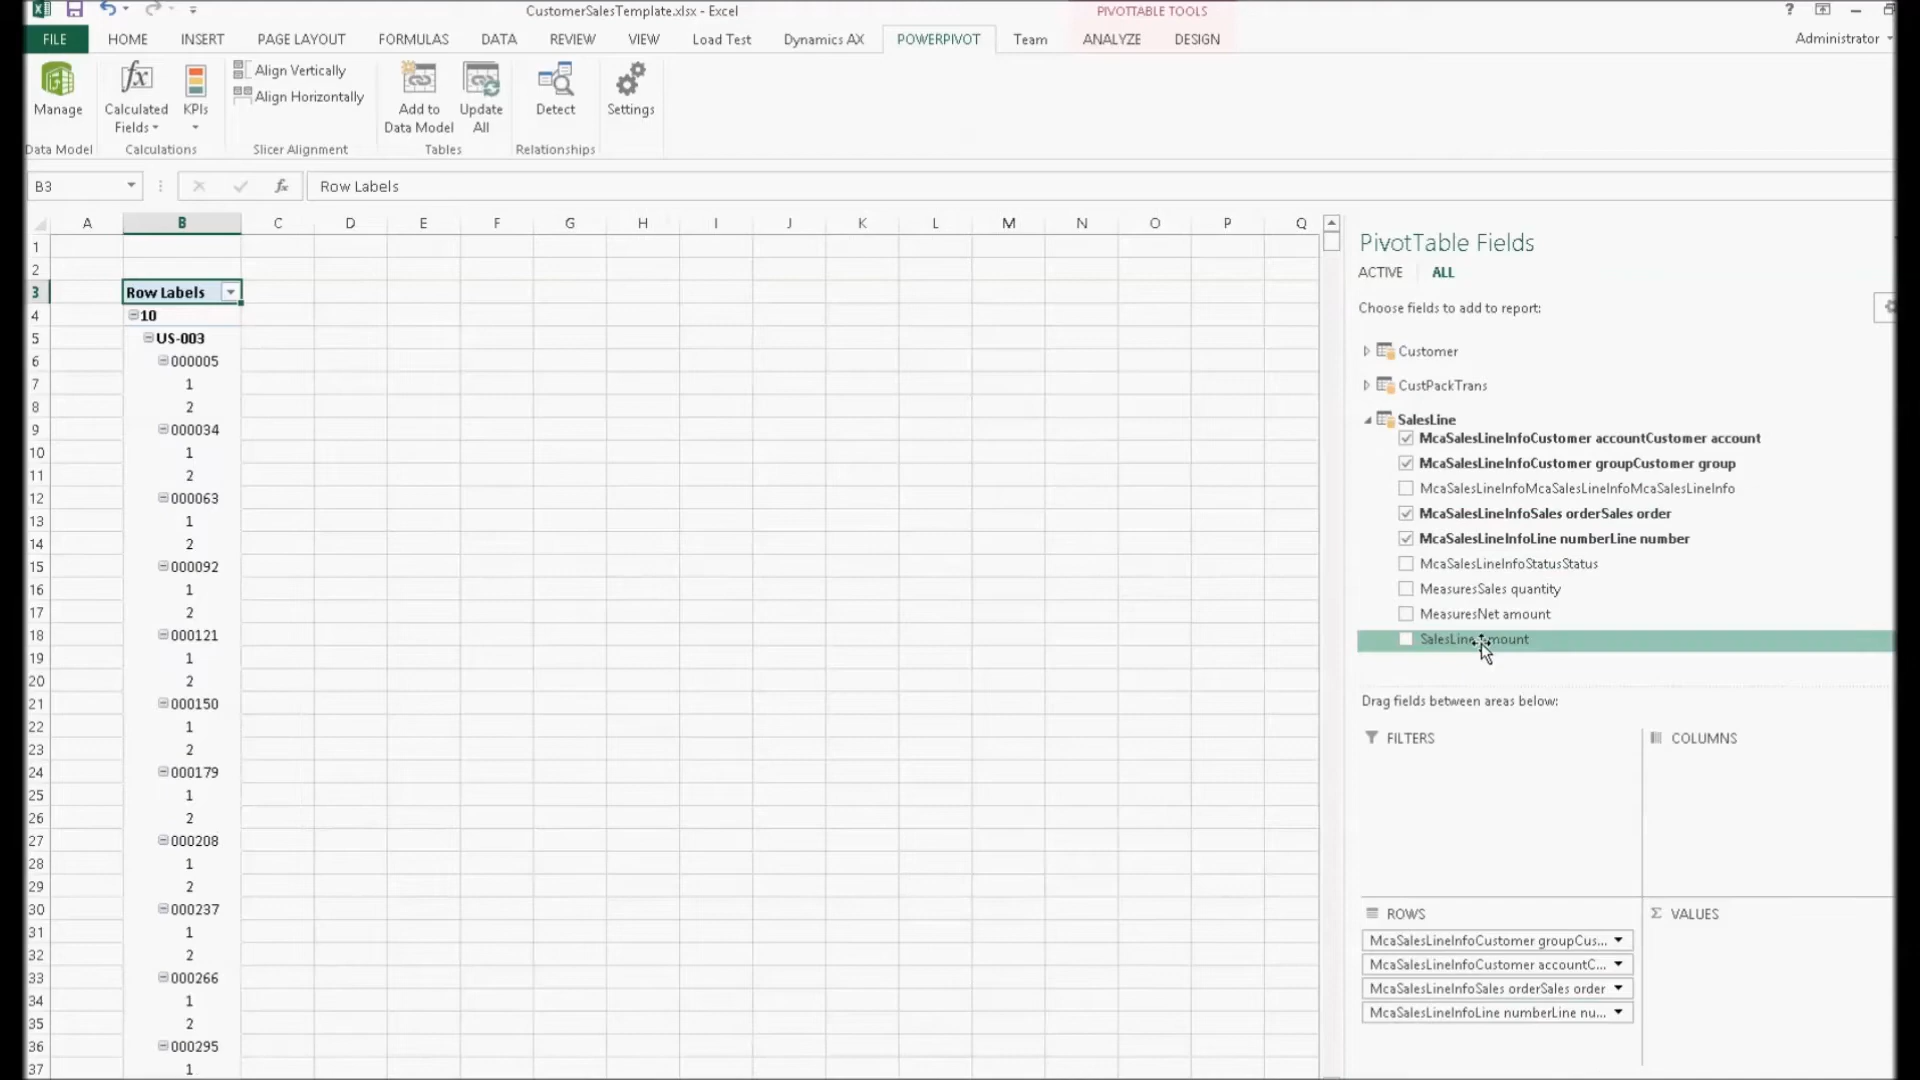 CustomerSalesTemplate.xlsx - Excel
PIVOTTABLE TOOLS
?
FILE HOME INSERT PAGE LAYOUT FORMULAS DATA REVIEW VIEW Load Test Dynamics AX POWERPIVOT Team ANALYZE DESIGN Administrator
Align Vertically
Align Horizontally
Manage Calculated Fields KPIs Add to Data Model Update All Detect Settings
Data Model Calculations Slicer Alignment Tables Relationships
B3 fx Row Labels
A B C D E F G H I J K L M N O P Q
1
2
3 Row Labels
4 10
5 US-003
6 000005
7 1
8 2
9 000034
10 1
11 2
12 000063
13 1
14 2
15 000092
16 1
17 2
18 000121
19 1
20 2
21 000150
22 1
23 2
24 000179
25 1
26 2
27 000208
28 1
29 2
30 000237
31 1
32 2
33 000266
34 1
35 2
36 000295
37 1
PivotTable Fields
ACTIVE ALL
Choose fields to add to report:
Customer
CustPackTrans
SalesLine
McaSalesLineInfoCustomer accountCustomer account
McaSalesLineInfoCustomer groupCustomer group
McaSalesLineInfoMcaSalesLineInfoMcaSalesLineInfo
McaSalesLineInfoSales orderSales order
McaSalesLineInfoLine numberLine number
McaSalesLineInfoStatusStatus
MeasuresSales quantity
MeasuresNet amount
SalesLine
Drag fields between areas below:
FILTERS
COLUMNS
ROWS
Σ VALUES
McaSalesLineInfoCustomer groupCus...
McaSalesLineInfoCustomer accountC...
McaSalesLineInfoSales orderSales order
McaSalesLineInfoLine numberLine nu...